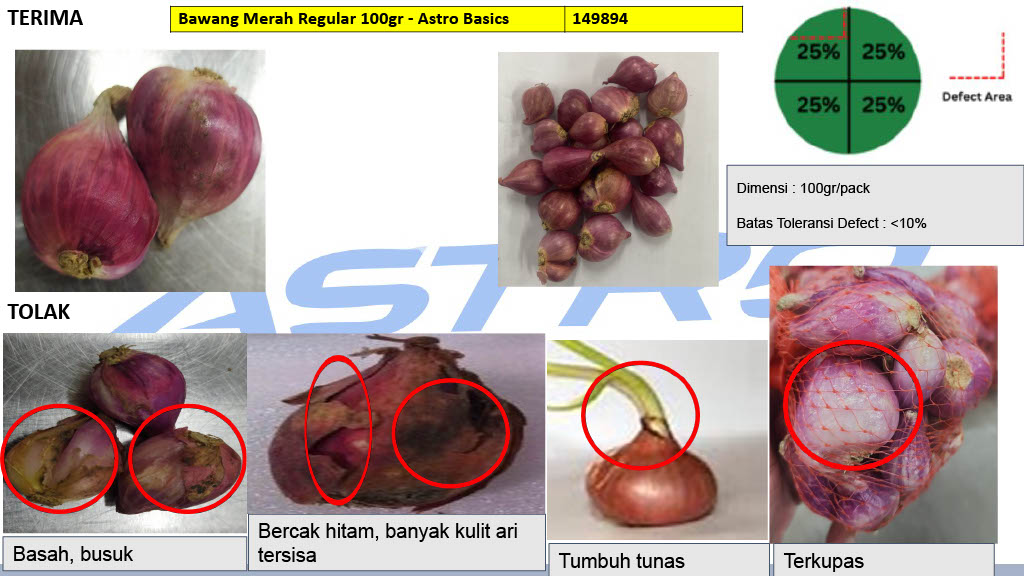 TERIMA
Bawang Merah Regular 100gr - Astro Basics 149894
25% 25%
25% 25%
Defect Area
Dimensi : 100gr/pack
Batas Toleransi Defect : <10%
ASTRO
TOLAK
Basah, busuk
Bercak hitam, banyak kulit ari
tersisa
Tumbuh tunas
Terkupas